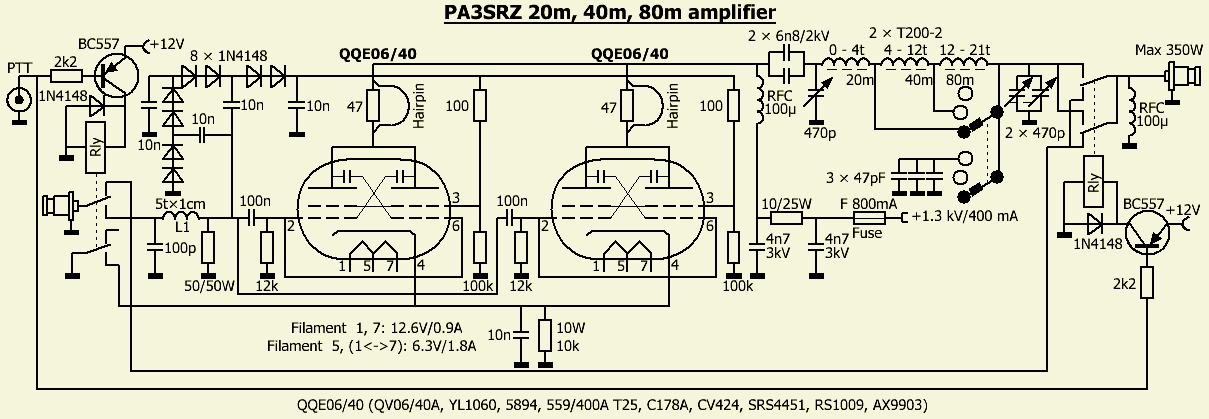 PA3SRZ 20m, 40m, 80m amplifier
BC557
+12V
PTT
2k2
1N4148
Rly
8 × 1N4148
10n
10n
10n
10n
QQE06/40
47
Hairpin
100
QQE06/40
47
Hairpin
100
2 × 6n8/2kV
RFC
100µ
470p
2 × T200-2
0 - 4t
4 - 12t
12 - 21t
20m
40m
80m
2 × 470p
Max 350W
RFC
100µ
3 × 47pF
5t×1cm
L1
100p
50/50W
100n
12k
2
3
6
1
5
7
4
100k
100n
12k
2
3
6
1
5
7
4
100k
10/25W
F 800mA
Fuse
+1.3 kV/400 mA
4n7
3kV
4n7
3kV
Rly
BC557
+12V
1N4148
2k2
Filament 1, 7: 12.6V/0.9A
Filament 5, (1<->7): 6.3V/1.8A
10n
10W
10k
QQE06/40 (QV06/40A, YL1060, 5894, 559/400A T25, C178A, CV424, SRS4451, RS1009, AX9903)